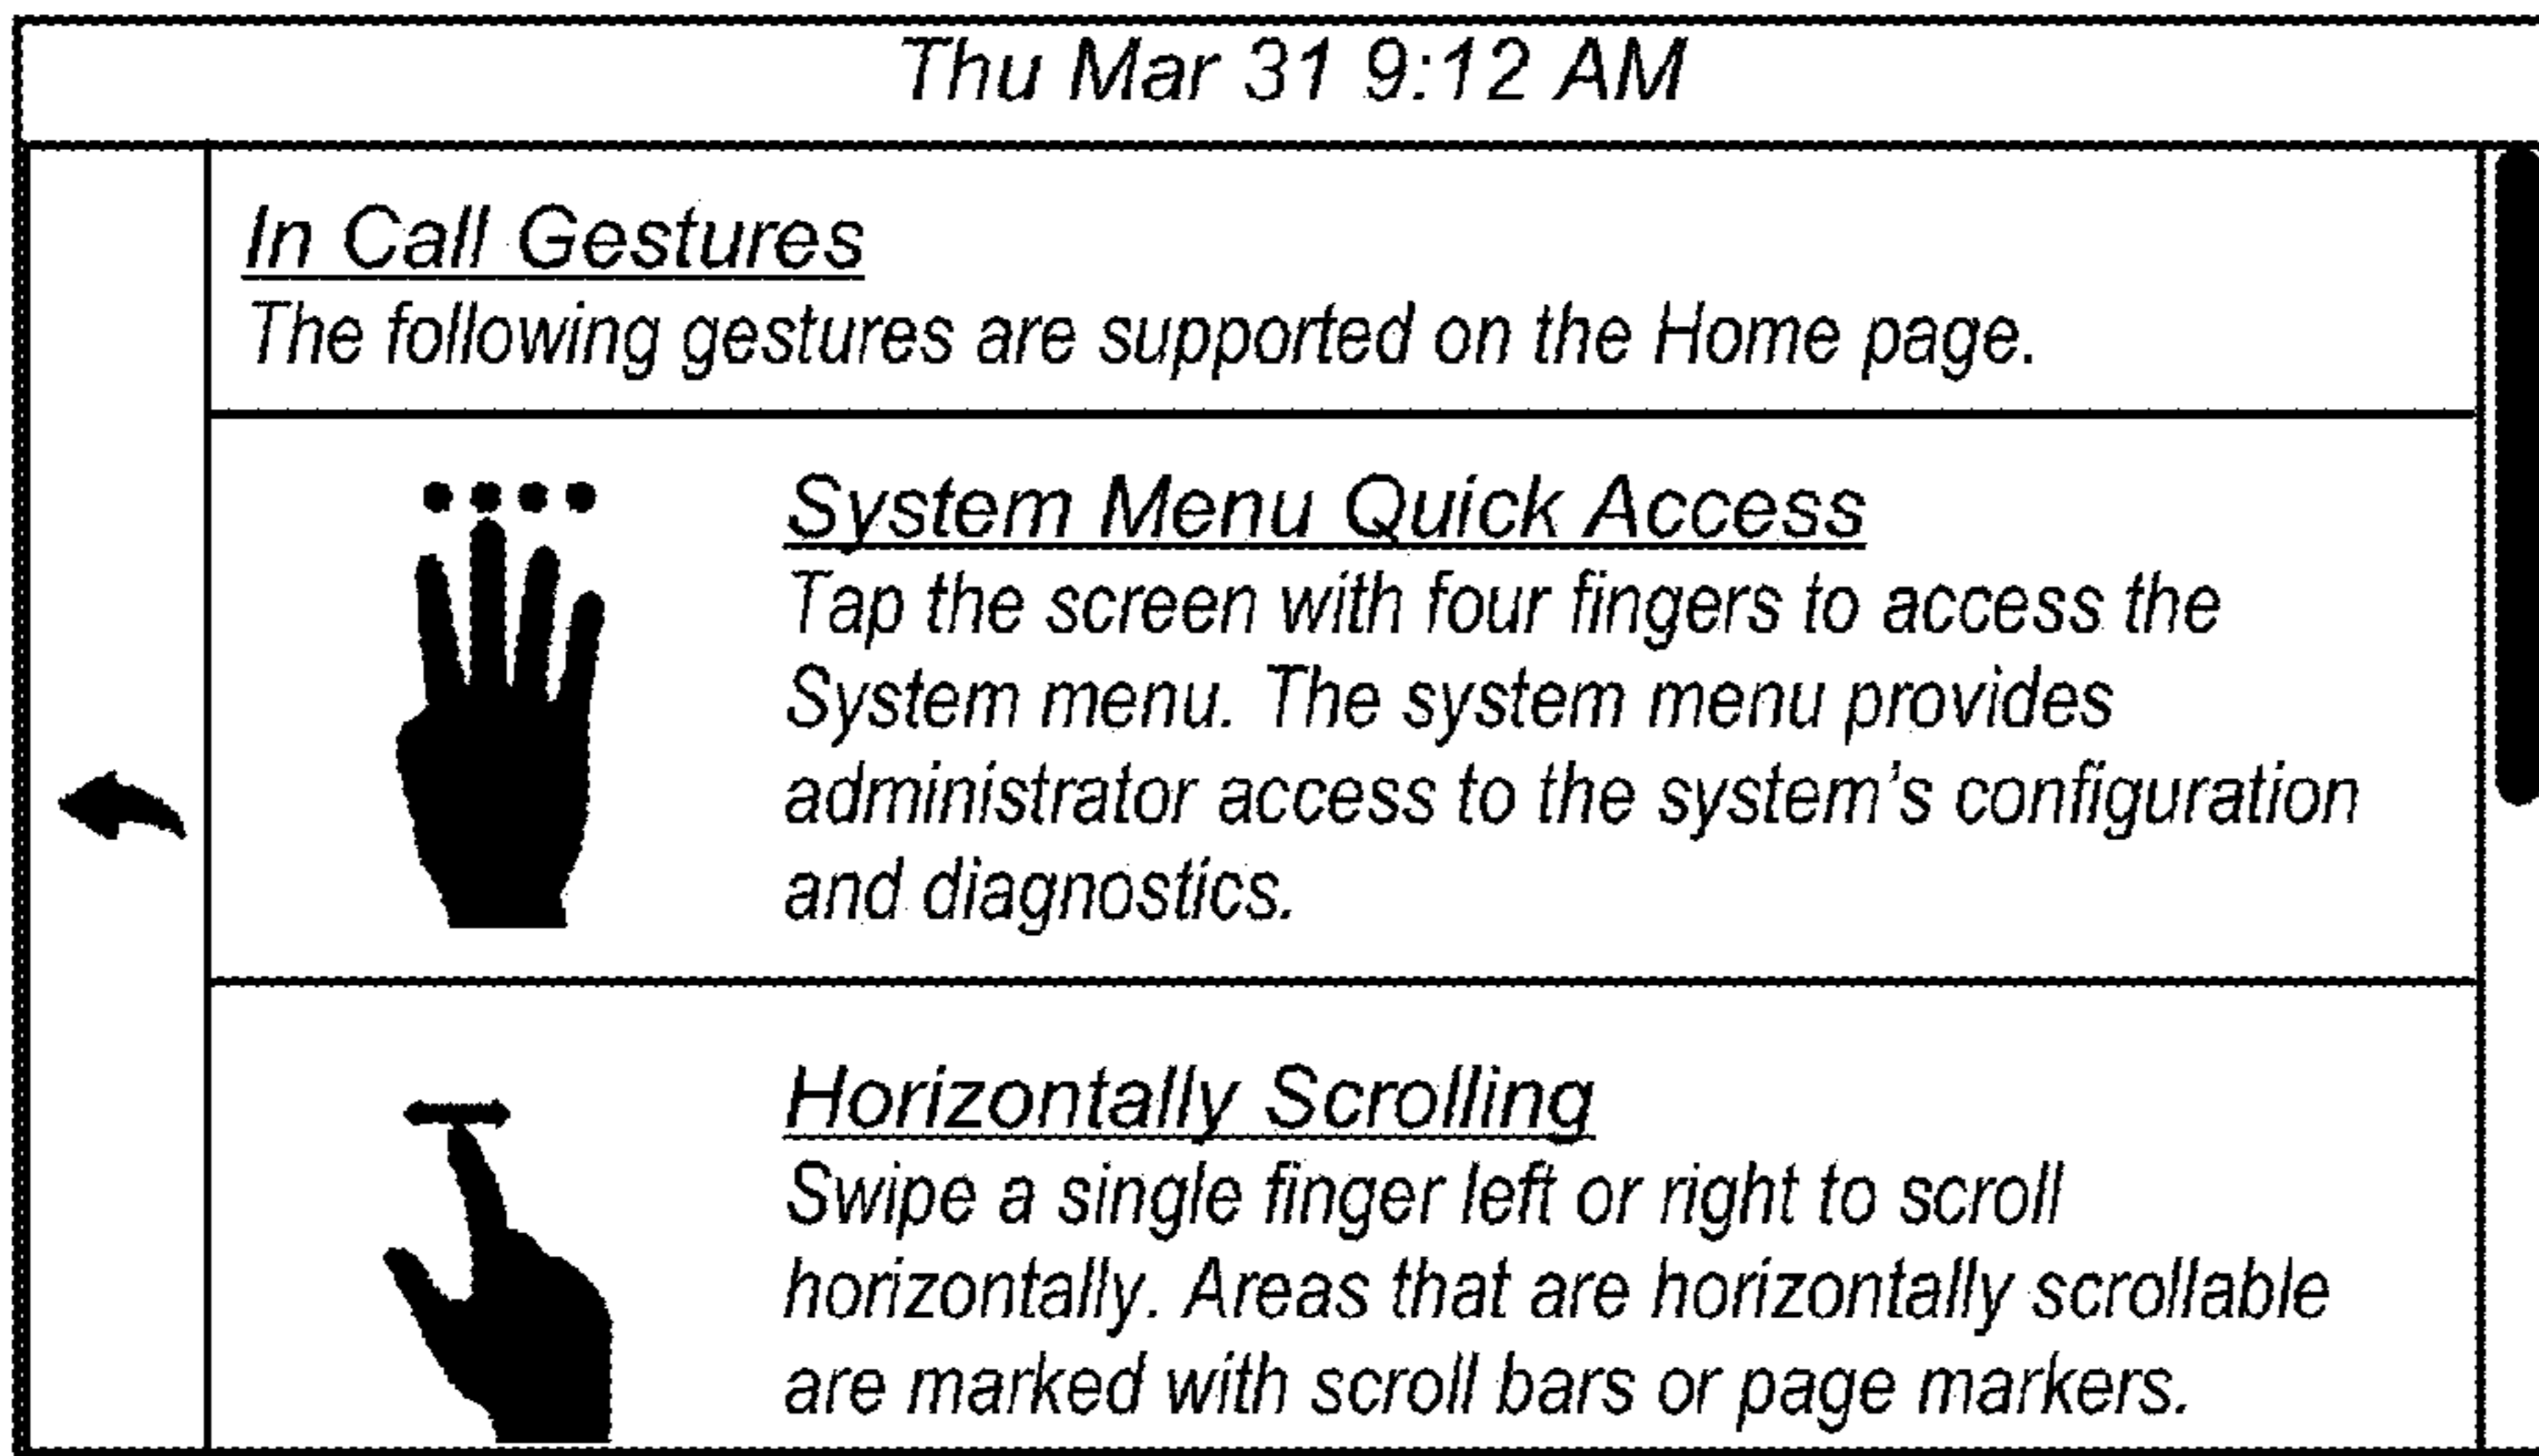 Thu Mar 31 9:12 AM
In Call Gestures
The following gestures are supported on the Home page.
System Menu Quick Access
Tap the screen with four fingers to access the
System menu. The system menu provides
administrator access to the system's configuration
and diagnostics.
Horizontally Scrolling
Swipe a single finger left or right to scroll
horizontally. Areas that are horizontally scrollable
are marked with scroll bars or page markers.